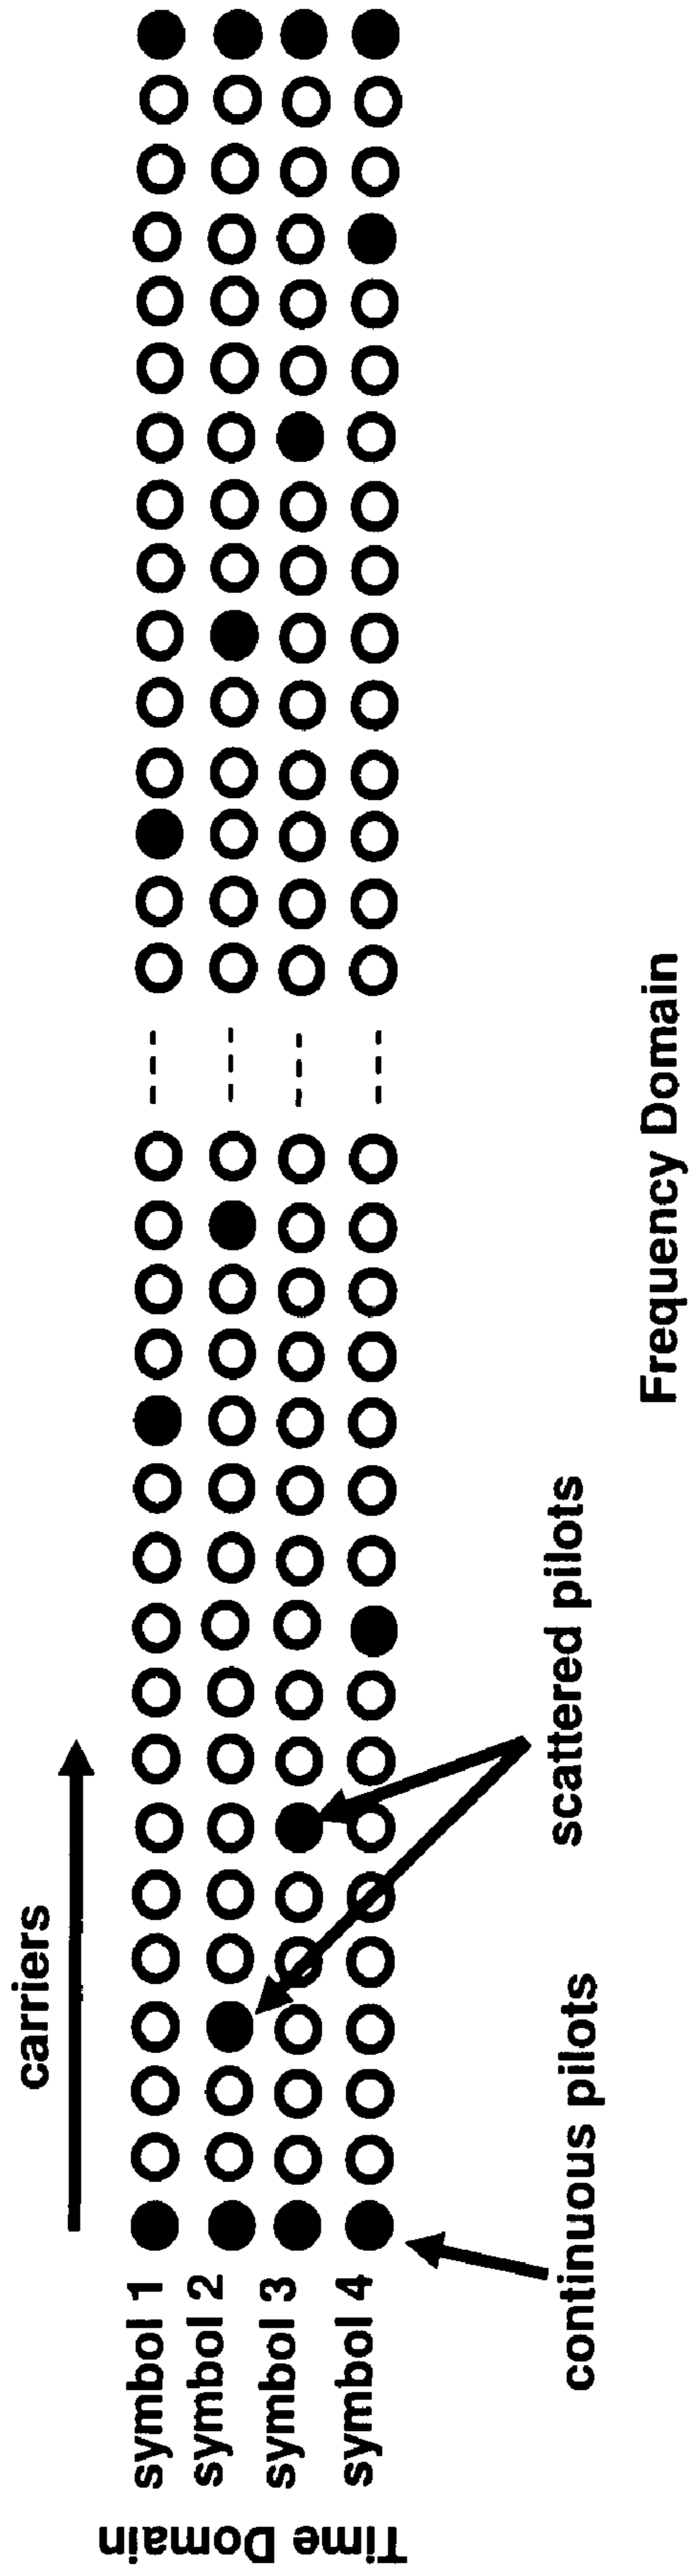 carriers
symbol 1
symbol 2
symbol 3
symbol 4
Time Domain
continuous pilots
scattered pilots
Frequency Domain